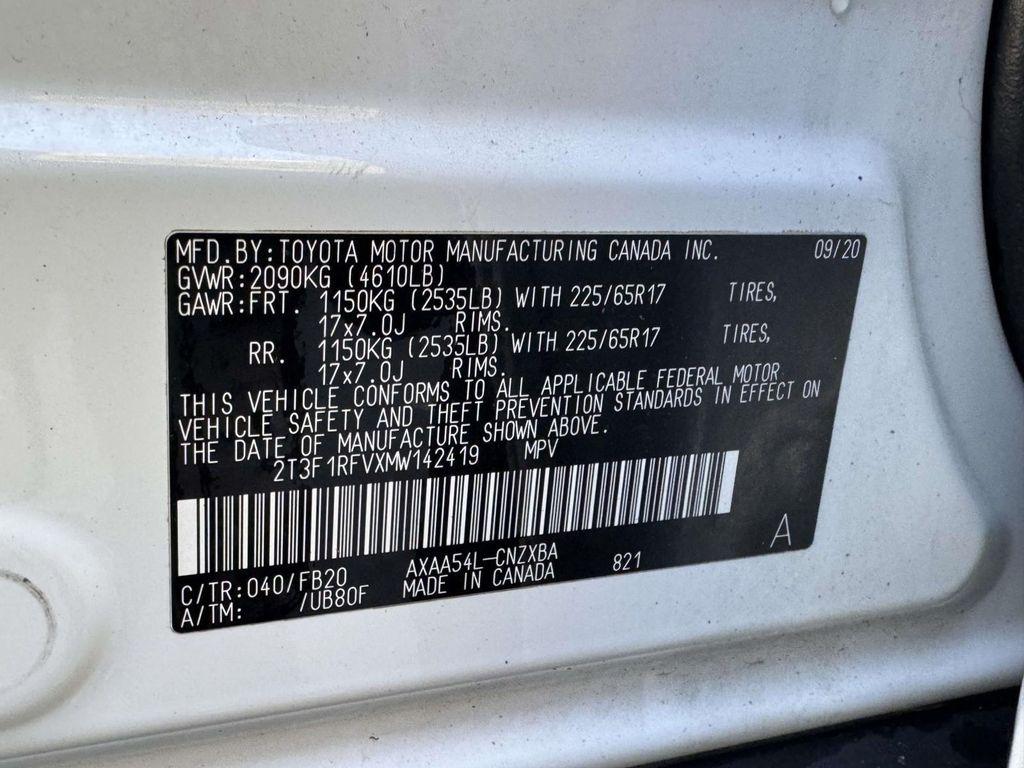 MFD.BY:TOYOTA MOTOR MANUFACTURING CANADA INC. 09/20
GVWR:2090KG (4610LB)
GAWR:FRT. 1150KG (2535LB) WITH 225/65R17 TIRES,
17x7.0J RIMS.
RR. 1150KG (2535LB) WITH 225/65R17 TIRES,
17x7.0J RIMS.
THIS VEHICLE CONFORMS TO ALL APPLICABLE FEDERAL MOTOR
VEHICLE SAFETY AND THEFT PREVENTION STANDARDS IN EFFECT ON
THE DATE OF MANUFACTURE SHOWN ABOVE.
2T3F1RFVXMW142419 MPV
A
C/TR:040/FB20 AXAA54L-CNZXBA 821
A/TM: /UB80F MADE IN CANADA